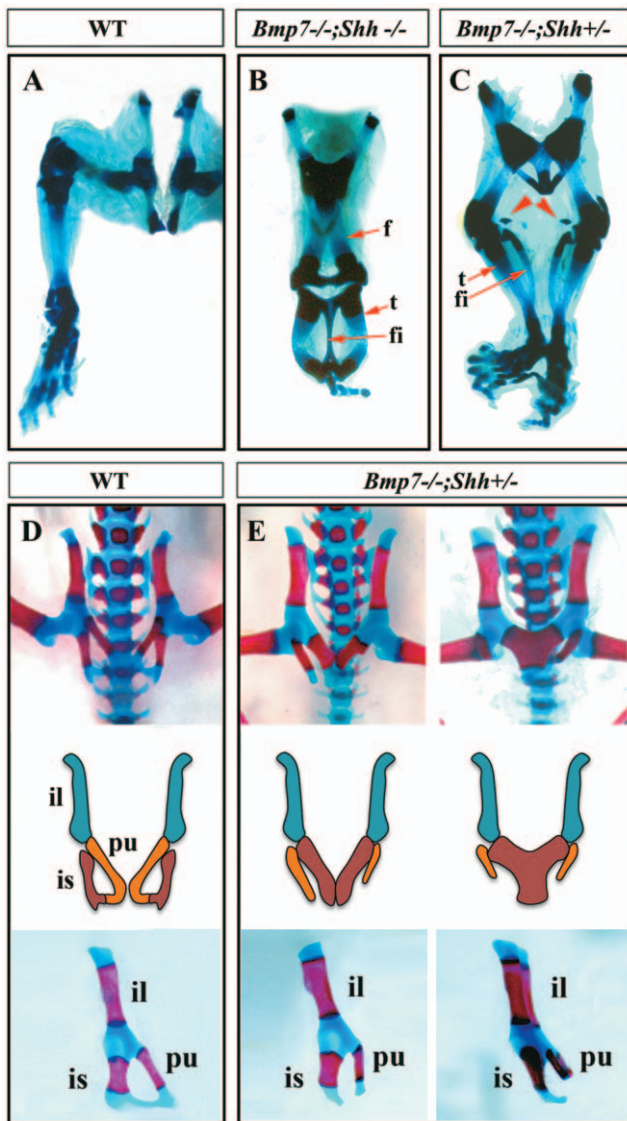 WT
Bmp7-/-;Shh -/-
Bmp7-/-;Shh+/-
A
B
C
f
t
fi
t
fi
WT
Bmp7-/-;Shh+/-
D
E
il
pu
is
il
is
pu
il
is
pu
il
is
pu